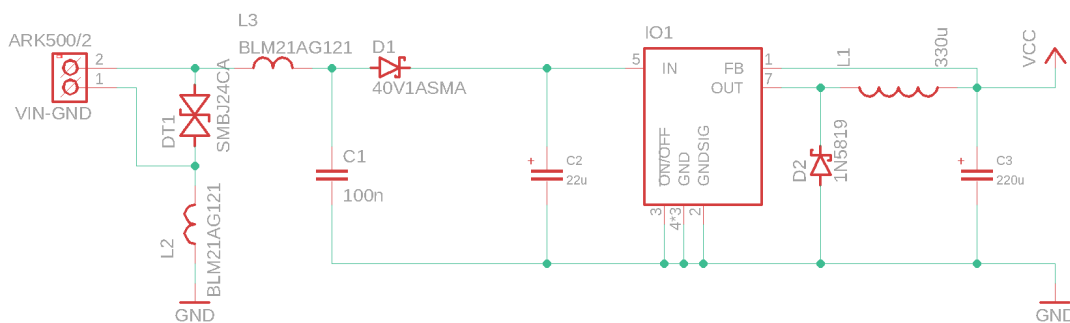 ARK500/2
2
1
VIN-GND
L3
BLM21AG121
DT1
SMBJ24CA
L2
BLM21AG121
GND
D1
40V1ASMA
C1
100n
+
C2
22u
IO1
5
IN
FB
1
OUT
7
ON/OFF
GND
GNDSIG
3
4*3
2
L1
330u
D2
1N5819
+
C3
220u
VCC
GND